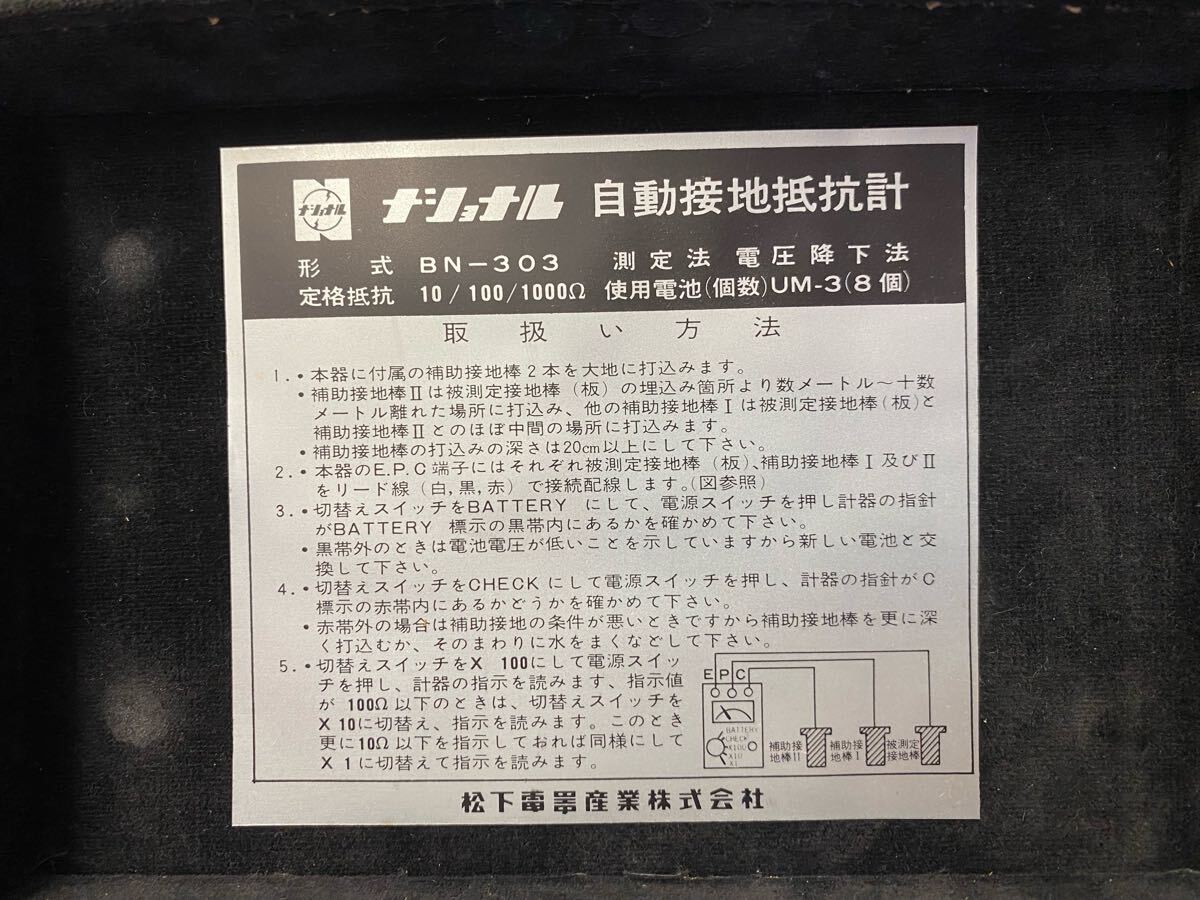 ナショナル
ナショナル 自動接地抵抗計
形式 BN-303 測定法 電圧降下法
定格抵抗 10/100/1000Ω 使用電池(個数)UM-3(8個)
取扱い方法
1.・本器に付属の補助接地棒2本を大地に打込みます。
・補助接地棒Ⅱは被測定接地棒(板)の埋込み箇所より数メートル〜十数
メートル離れた場所に打込み、他の補助接地棒Ⅰは被測定接地棒(板)と
補助接地棒Ⅱとのほぼ中間の場所に打込みます。
・補助接地棒の打込みの深さは20cm以上にして下さい。
2.・本器のE.P.C端子にはそれぞれ被測定接地棒(板)、補助接地棒Ⅰ及びⅡ
をリード線(白,黒,赤)で接続配線します。(図参照)
3.・切替えスイッチをBATTERY にして、電源スイッチを押し計器の指針
がBATTERY 標示の黒帯内にあるかを確かめて下さい。
・黒帯外のときは電池電圧が低いことを示していますから新しい電池と交
換して下さい。
4.・切替えスイッチをCHECKにして電源スイッチを押し、計器の指針がC
標示の赤帯内にあるかどうかを確かめて下さい。
・赤帯外の場合は補助接地の条件が悪いときですから補助接地棒を更に深
く打込むか、そのまわりに水をまくなどして下さい。
5.・切替えスイッチをX 100にして電源スイッ
チを押し、計器の指示を読みます、指示値
が 100Ω以下のときは、切替えスイッチを
X 10に切替え、指示を読みます。このとき
更に10Ω以下を指示しておれば同様にして
X 1に切替えて指示を読みます。
E P C
BATTERY
CHECK
X100
X10
X1
補助接
地棒Ⅱ
補助接
地棒Ⅰ
被測定
接地棒
松下電器産業株式会社